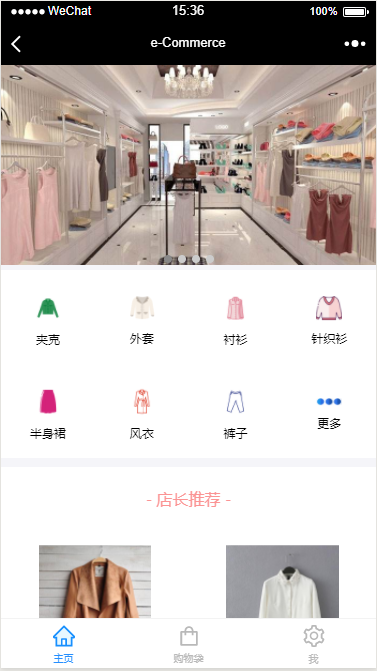 WeChat 15:36 100%
e-Commerce
夹克 外套 衬衫 针织衫
半身裙 风衣 裤子 更多
- 店长推荐 -
主页 购物袋 我